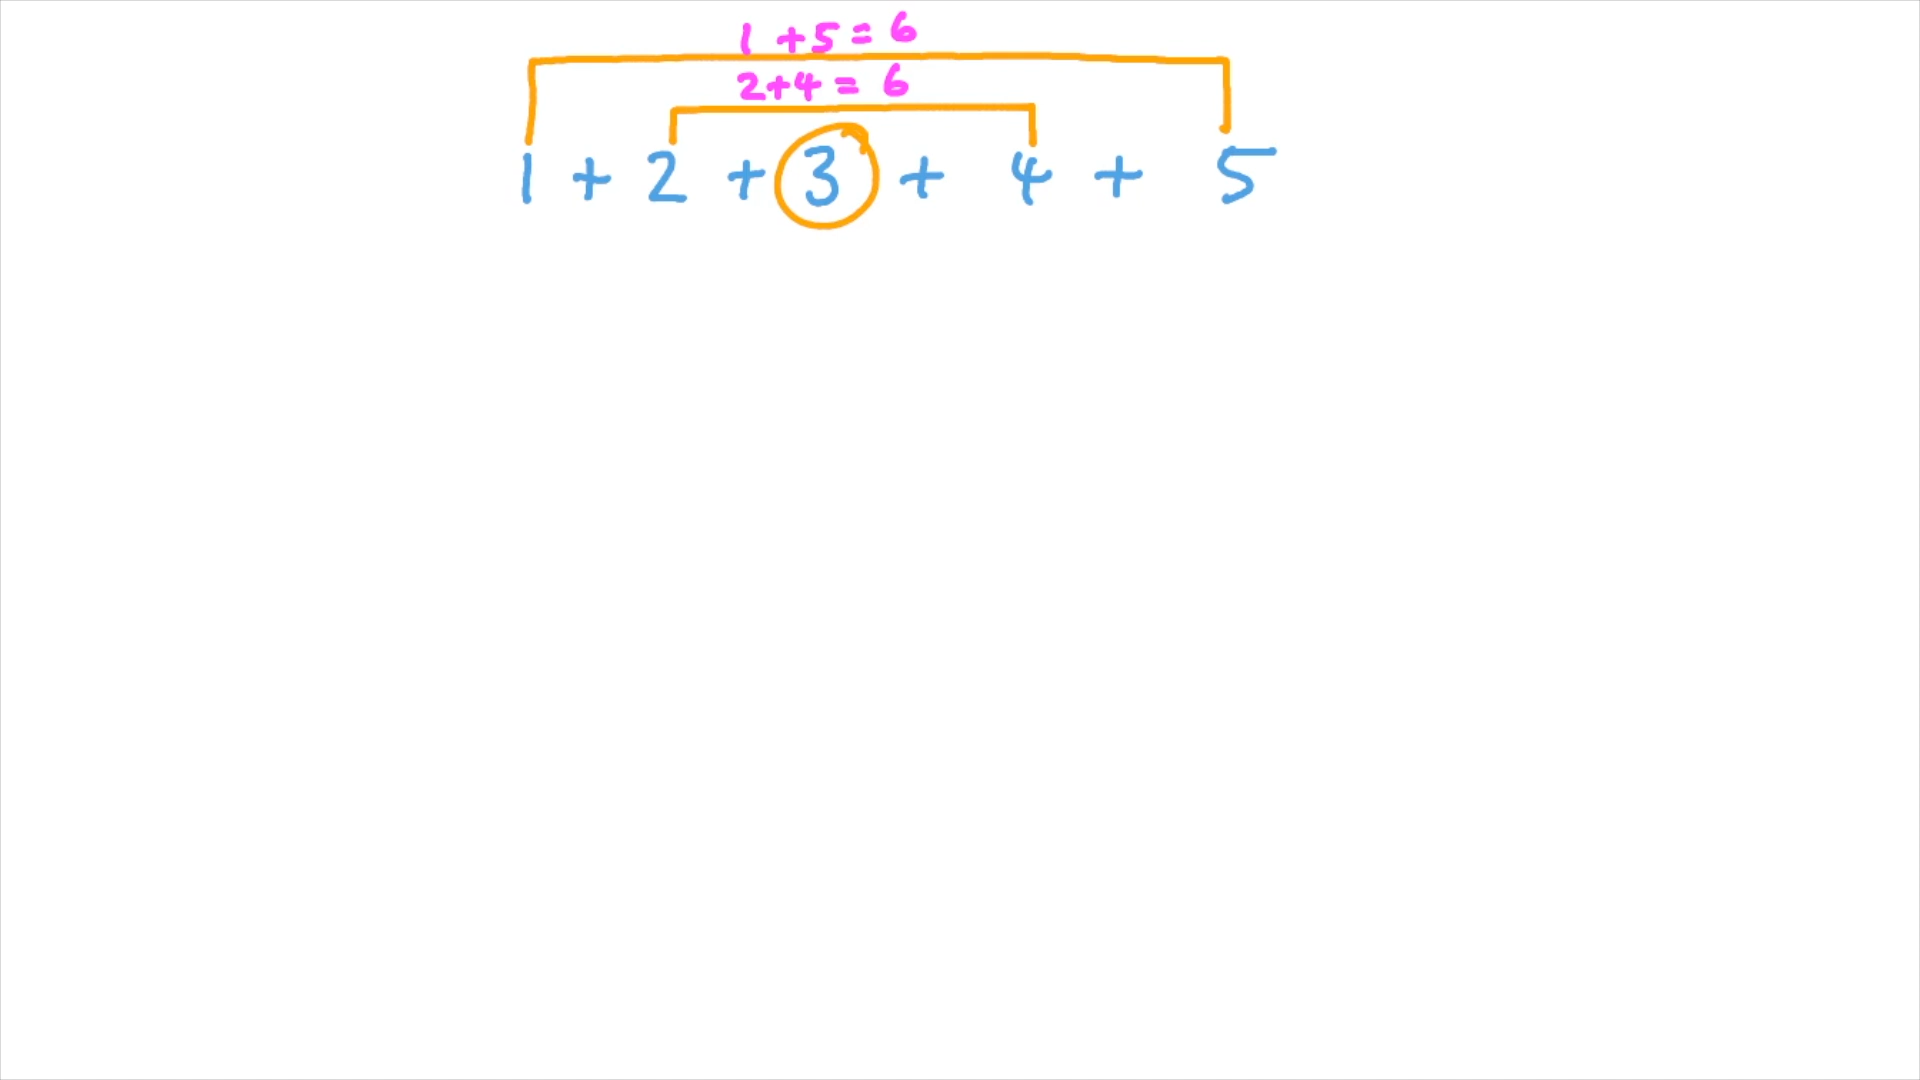 1 + 5 = 6
2 + 4 = 6
1 + 2 + 3 + 4 + 5